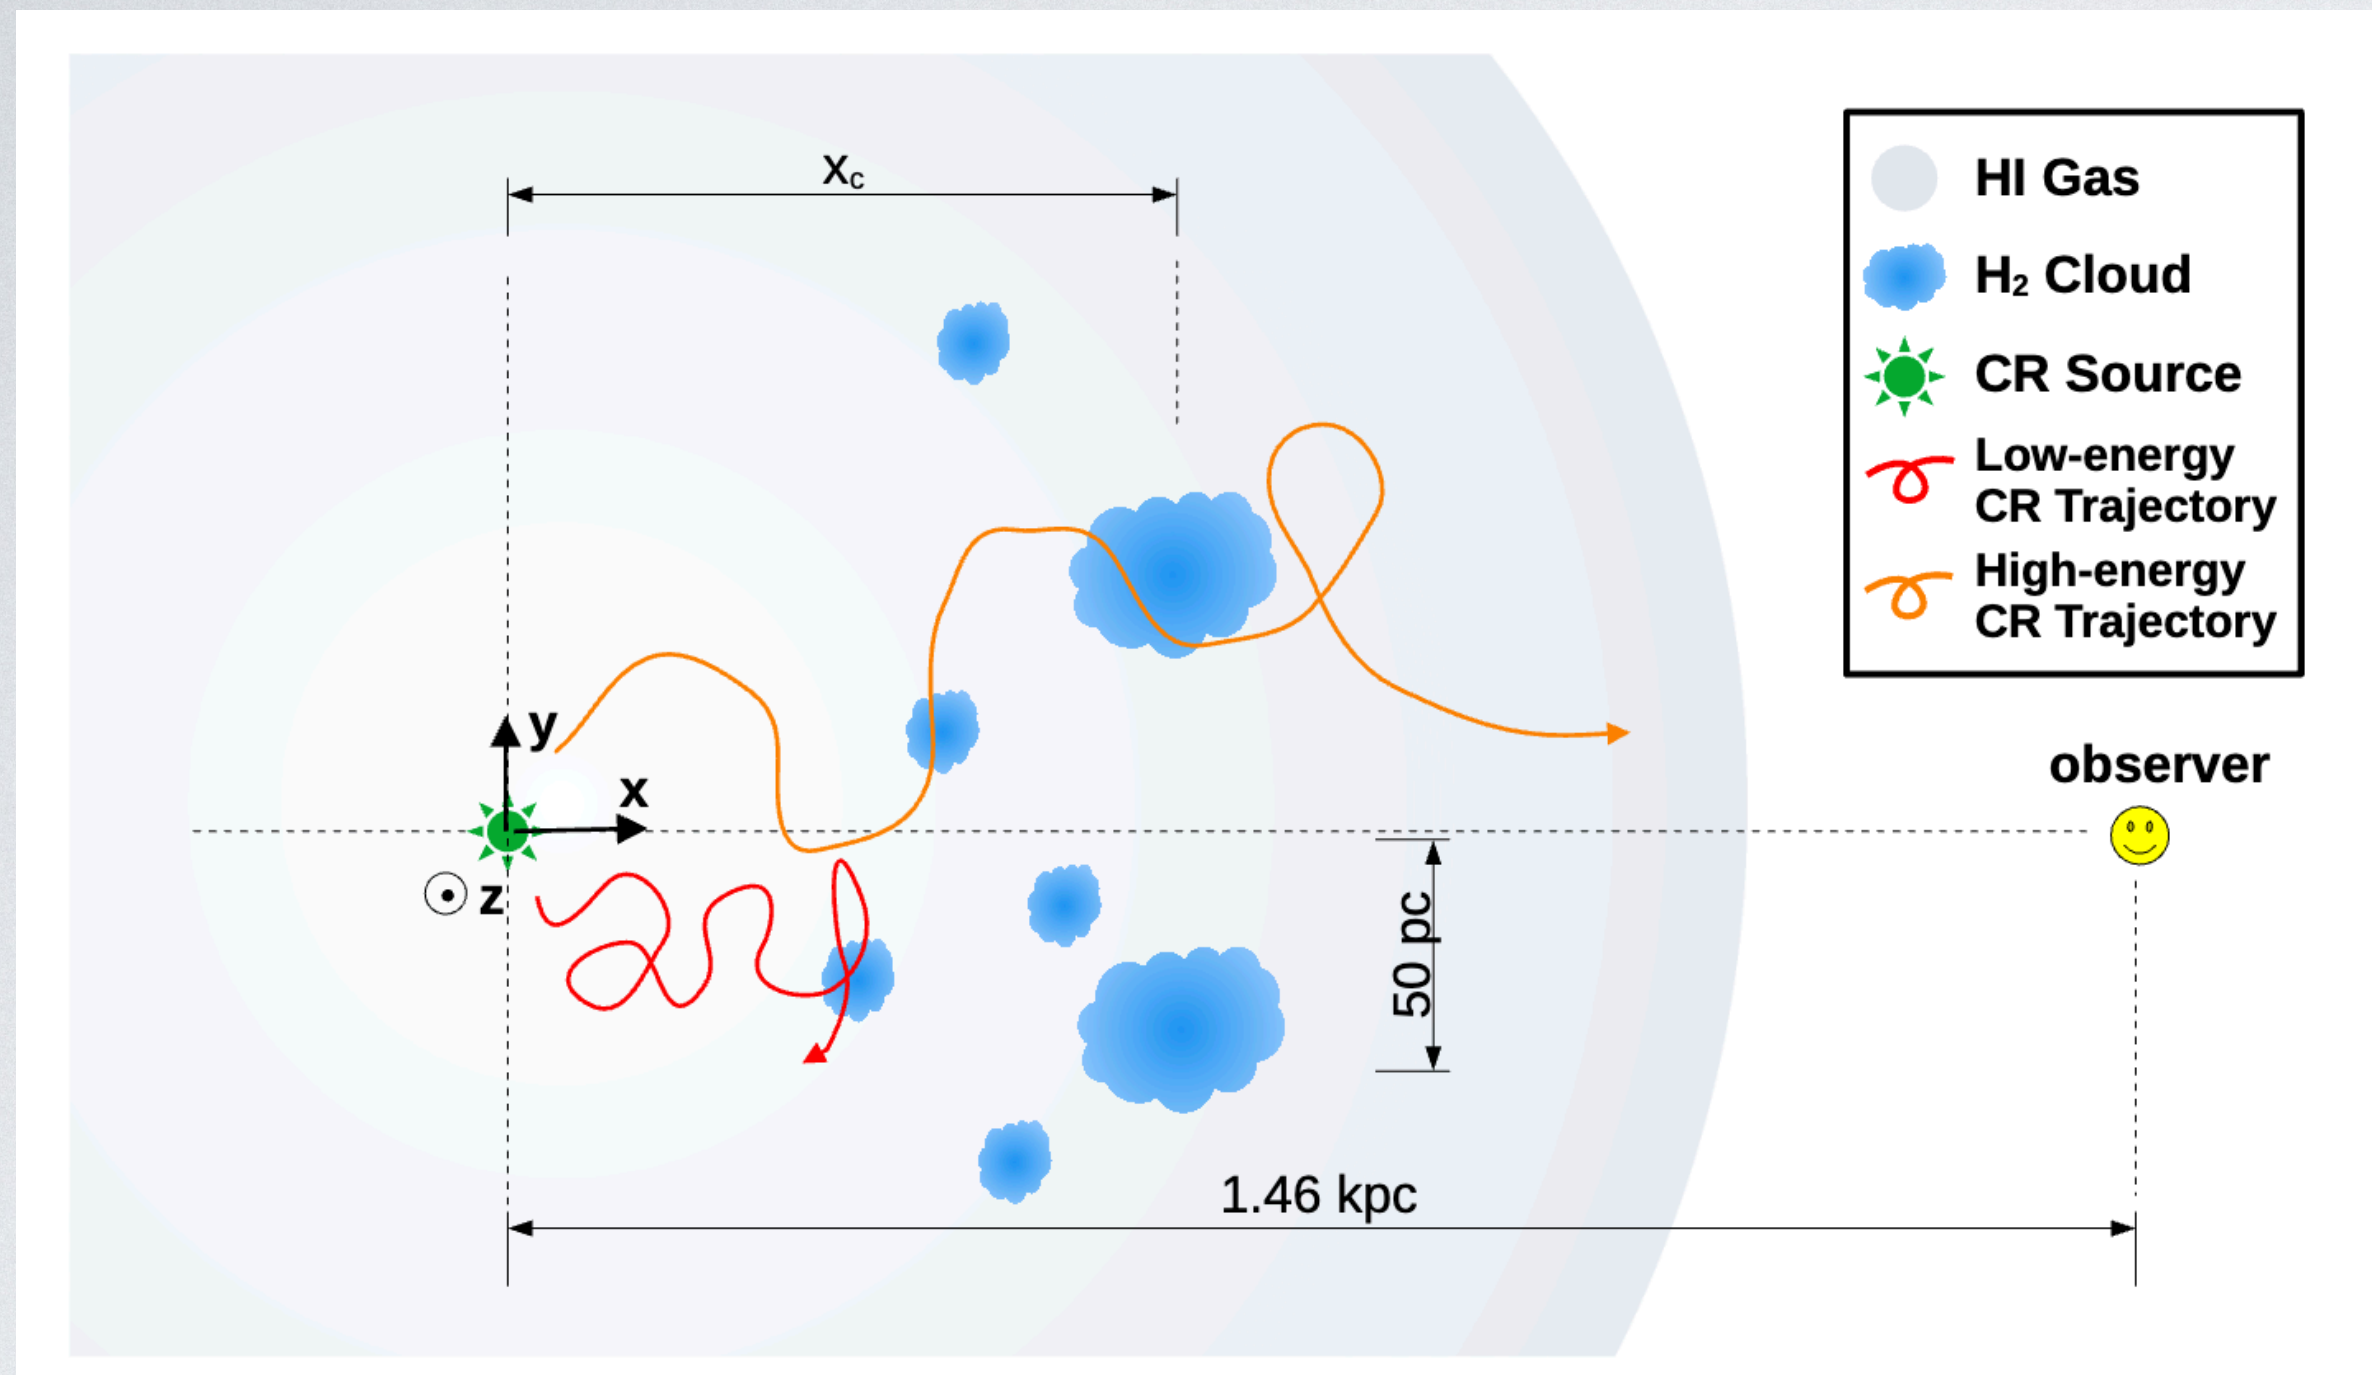 xc
HI Gas
H₂ Cloud
CR Source
Low-energy
CR Trajectory
High-energy
CR Trajectory
y
x
z
observer
50 pc
1.46 kpc